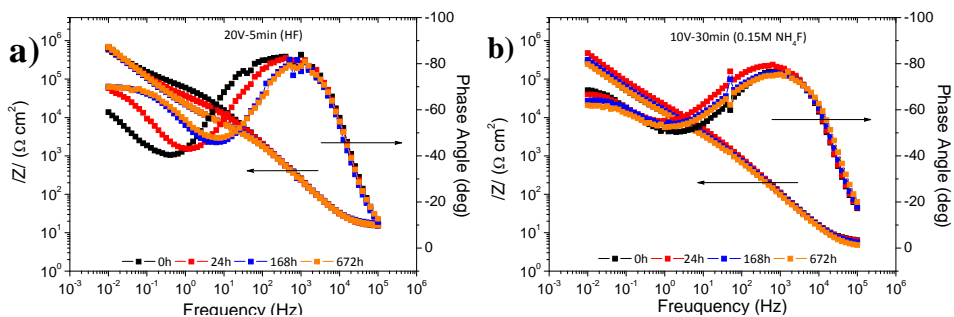 a)
20V-5min (HF)
/Z/ (Ω cm²)
10⁶
10⁵
10⁴
10³
10²
10¹
10⁰
10⁻³ 10⁻² 10⁻¹ 10⁰ 10¹ 10² 10³ 10⁴ 10⁵ 10⁶
Frequency (Hz)
-100
-80
-60
-40
-20
0
Phase Angle (deg)
0h 24h 168h 672h
b)
10V-30min (0.15M NH₄F)
/Z/ (Ω cm²)
10⁶
10⁵
10⁴
10³
10²
10¹
10⁰
10⁻³ 10⁻² 10⁻¹ 10⁰ 10¹ 10² 10³ 10⁴ 10⁵ 10⁶
Freuquency (Hz)
-100
-80
-60
-40
-20
0
Phase Angle (deg)
0h 24h 168h 672h